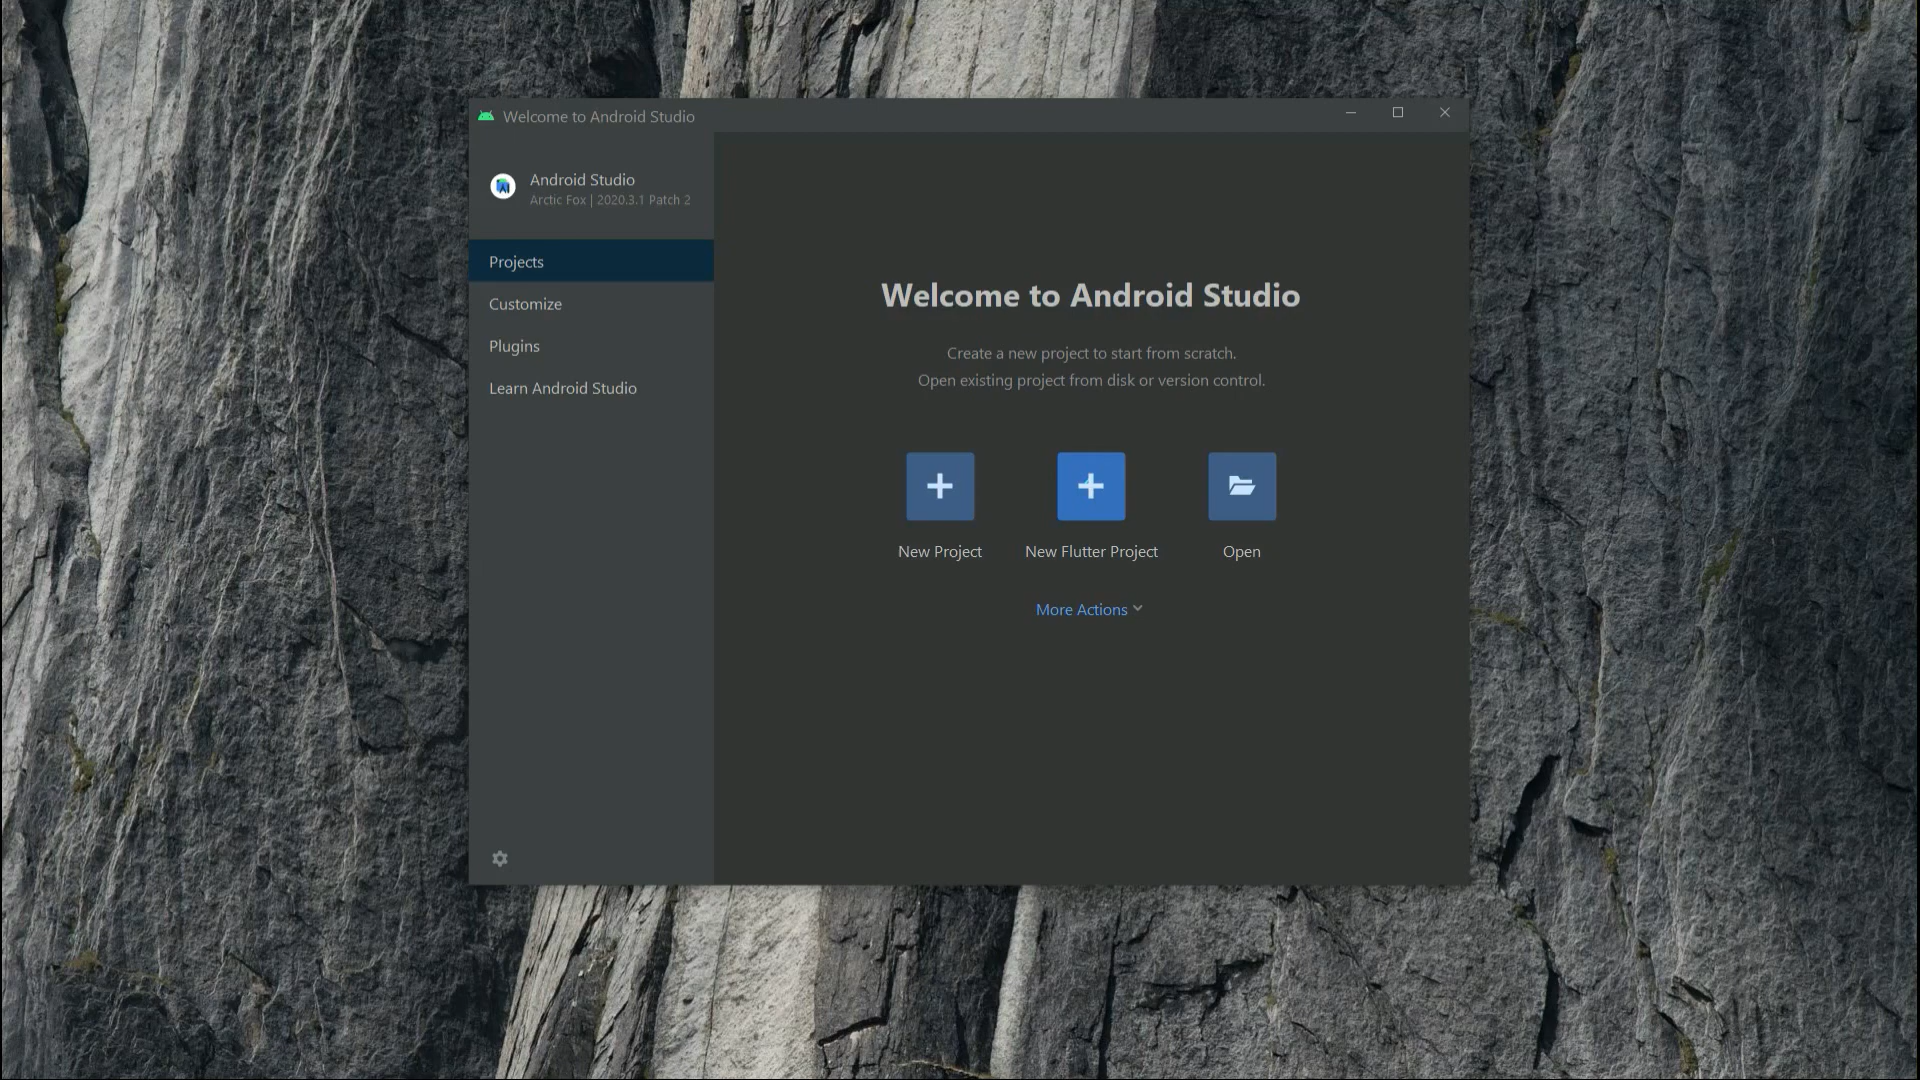 Welcome to Android Studio
Android Studio
Arctic Fox | 2020.3.1 Patch 2
Projects
Customize
Plugins
Learn Android Studio
Welcome to Android Studio
Create a new project to start from scratch.
Open existing project from disk or version control.
New Project
New Flutter Project
Open
More Actions